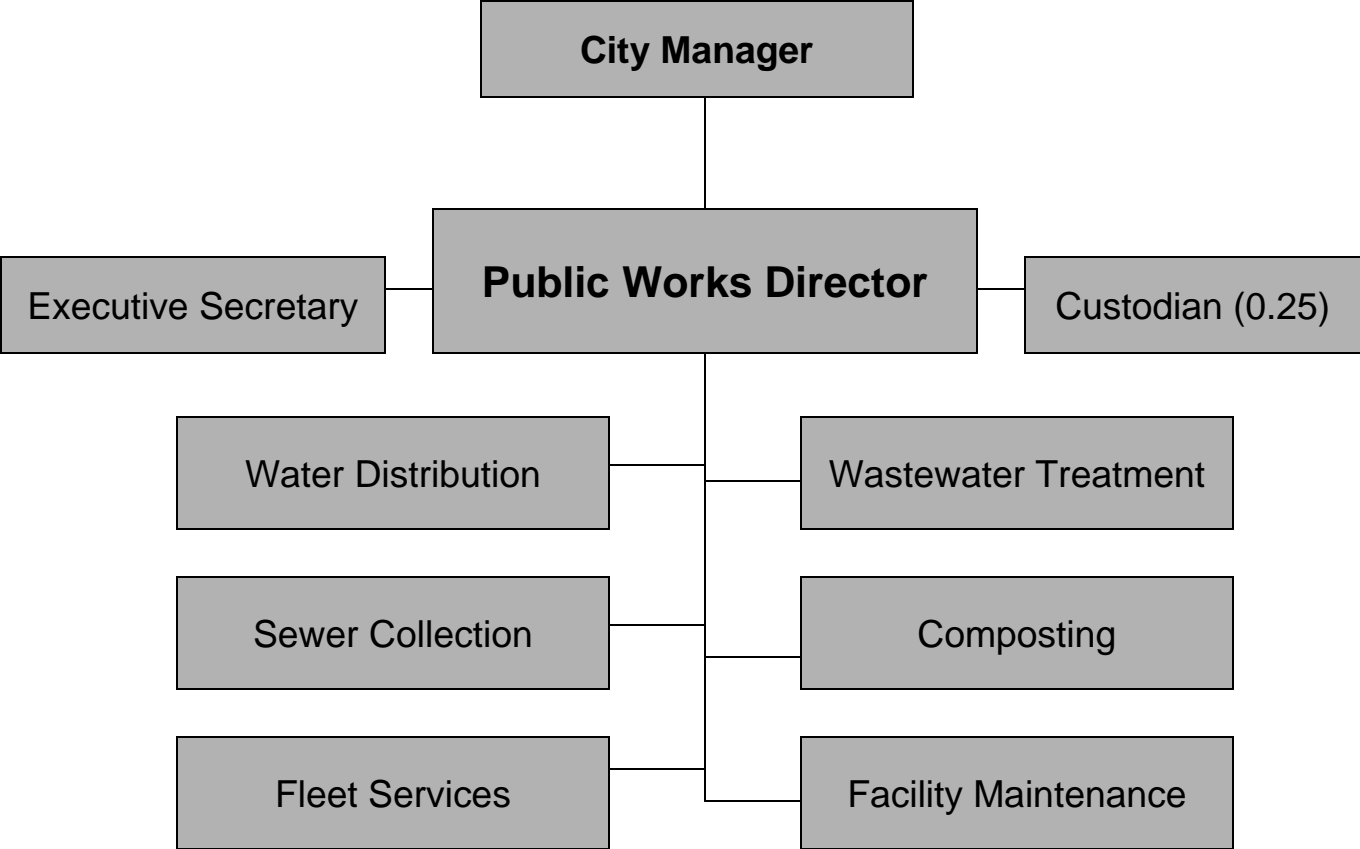 City Manager
Public Works Director
Executive Secretary
Custodian (0.25)
Water Distribution
Wastewater Treatment
Sewer Collection
Composting
Fleet Services
Facility Maintenance